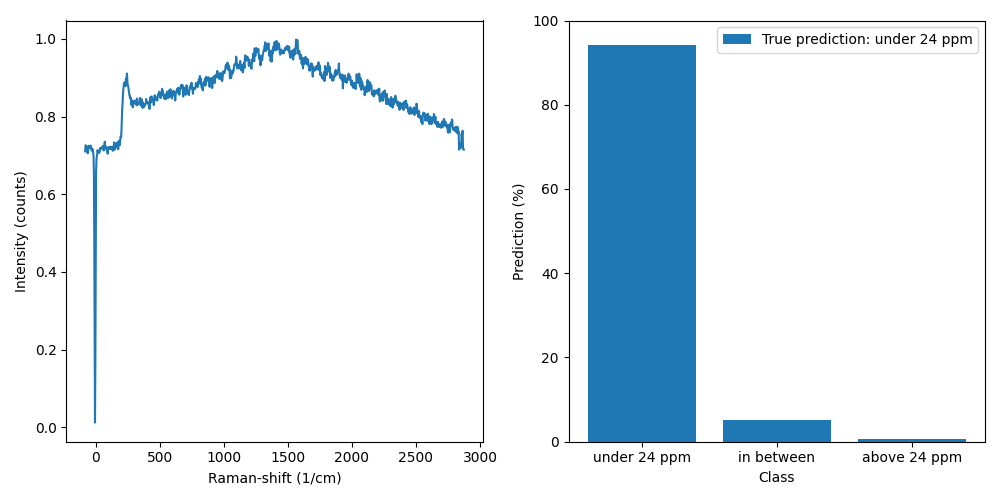 1.0
0.8
0.6
0.4
0.2
0.0
Intensity (counts)
0 500 1000 1500 2000 2500 3000
Raman-shift (1/cm)
100
80
60
40
20
0
Prediction (%)
True prediction: under 24 ppm
under 24 ppm in between above 24 ppm
Class